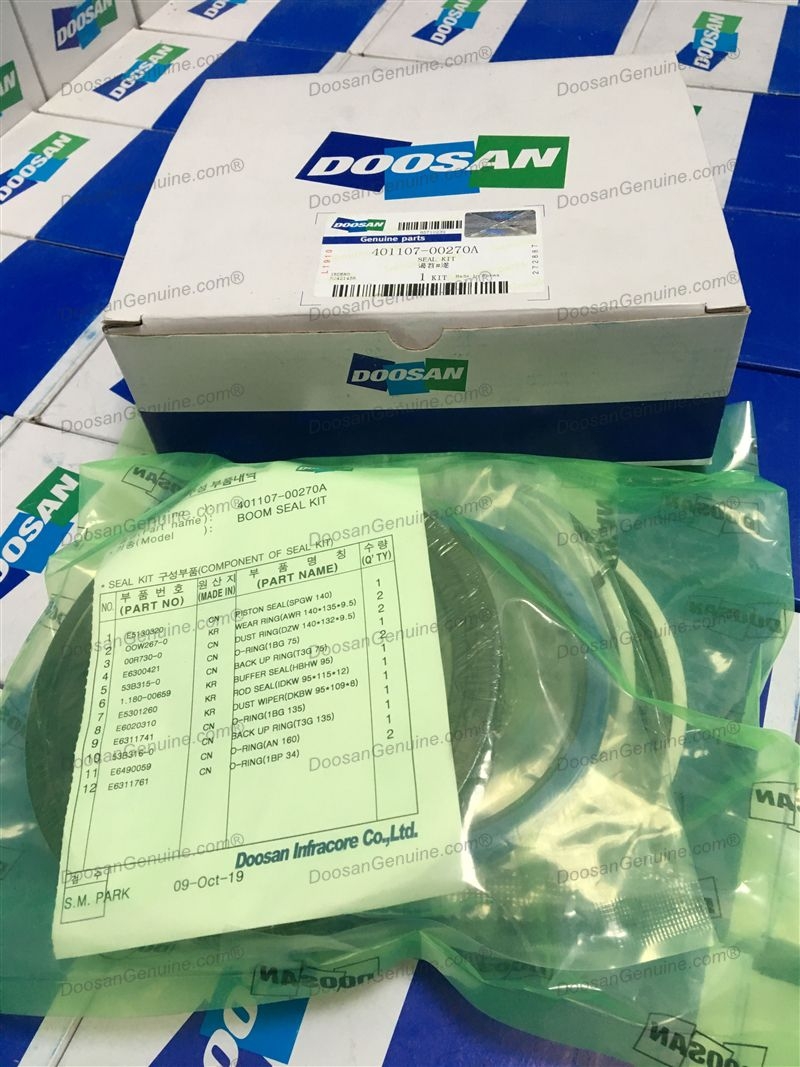 DOOSAN
DOOSAN
Genuine parts
401107-00270A
SEAL KIT
1 KIT
L1910
272887
DOOSAN
401107-00270A
BOOM SEAL KIT
(Model ):
* SEAL KIT 구성부품(COMPONENT OF SEAL KIT)
NO. 부 품 번 호 (PART NO) 원 산 지 (MADE IN) 부 품 명 칭 (PART NAME) 수 량 (Q'TY)
1 E5130320 CN PISTON SEAL(SPGW 140) 1
2 OOW267-0 KR WEAR RING(AWR 140*135*9.5) 2
3 00R730-0 CN DUST RING(DZW 140*132*9.5) 2
4 E6300421 CN O-RING(1BG 75) 1
5 53B315-0 CN BACK UP RING(T3G 75) 2
6 1.180-00659 KR BUFFER SEAL(HBHW 95) 1
7 E5301260 KR ROD SEAL(IDKW 95*115*12) 1
8 E6020310 KR DUST WIPER(DKBW 95*109*8) 1
9 E6311741 CN O-RING(1BG 135) 1
10 53B316-0 CN BACK UP RING(T3G 135) 1
11 E6490059 CN O-RING(AN 160) 1
12 E6311761 CN O-RING(1BP 34) 2
Doosan Infracore Co.,Ltd.
검 수
S.M. PARK
09-Oct-19
DoosanGenuine.com®